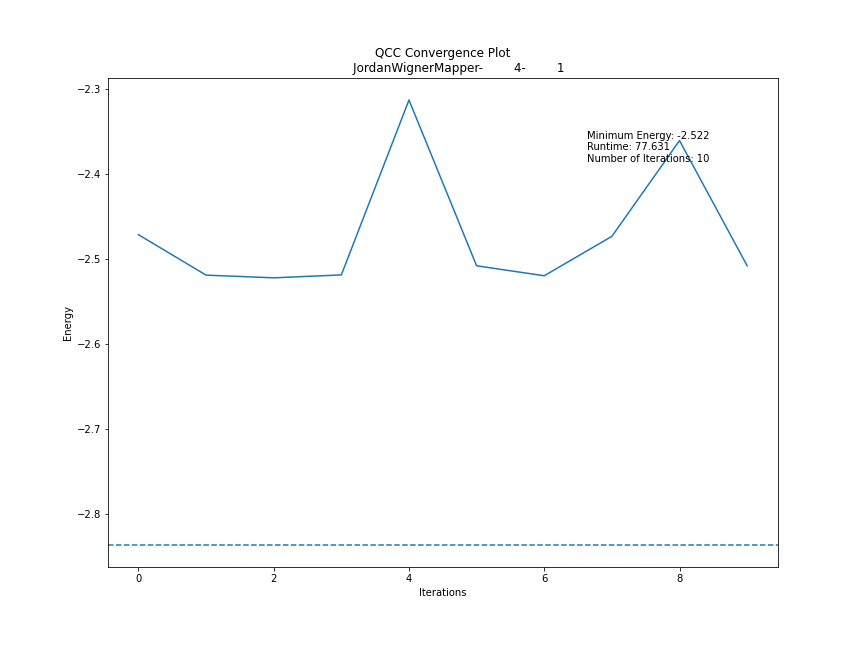 QCC Convergence Plot
JordanWignerMapper-        4-        1
Minimum Energy: -2.522
Runtime: 77.631
Number of Iterations: 10
Energy
−2.3
−2.4
−2.5
−2.6
−2.7
−2.8
0 2 4 6 8
Iterations